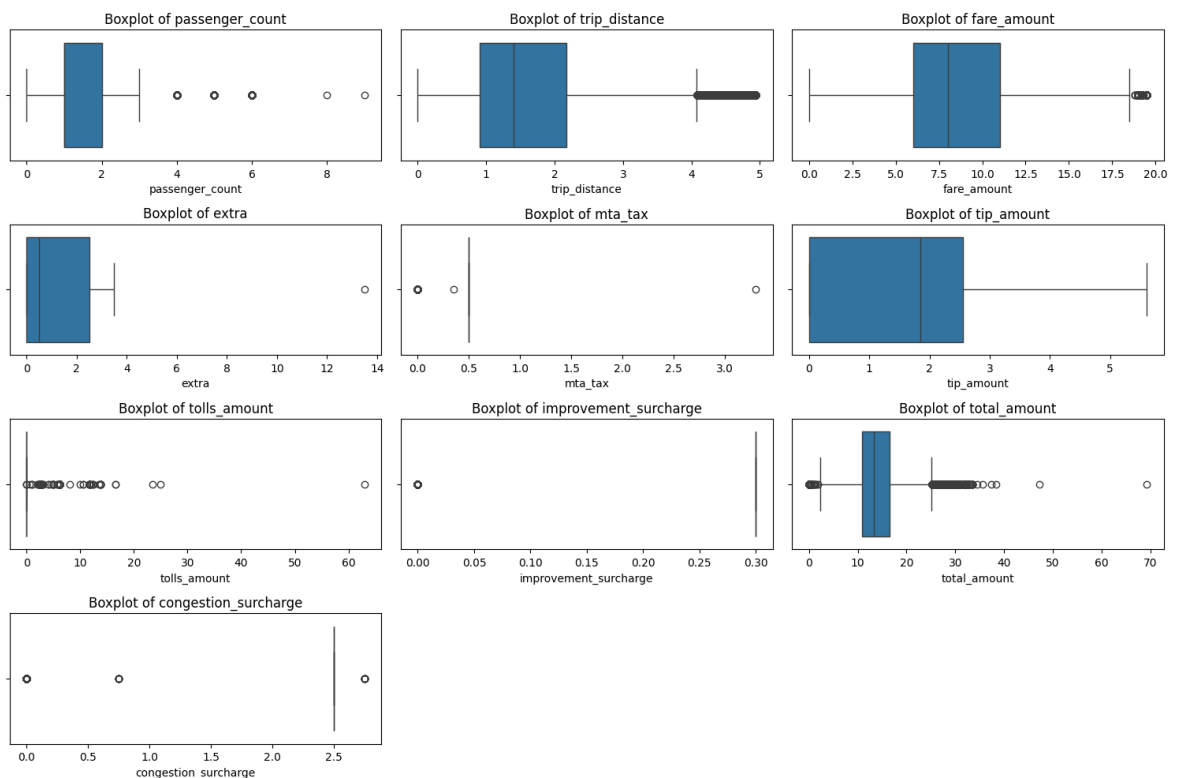 Boxplot of passenger_count
0 2 4 6 8
passenger_count
Boxplot of trip_distance
0 1 2 3 4 5
trip_distance
Boxplot of fare_amount
0.0 2.5 5.0 7.5 10.0 12.5 15.0 17.5 20.0
fare_amount
Boxplot of extra
0 2 4 6 8 10 12 14
extra
Boxplot of mta_tax
0.0 0.5 1.0 1.5 2.0 2.5 3.0
mta_tax
Boxplot of tip_amount
0 1 2 3 4 5
tip_amount
Boxplot of tolls_amount
0 10 20 30 40 50 60
tolls_amount
Boxplot of improvement_surcharge
0.00 0.05 0.10 0.15 0.20 0.25 0.30
improvement_surcharge
Boxplot of total_amount
0 10 20 30 40 50 60 70
total_amount
Boxplot of congestion_surcharge
0.0 0.5 1.0 1.5 2.0 2.5
congestion_surcharge